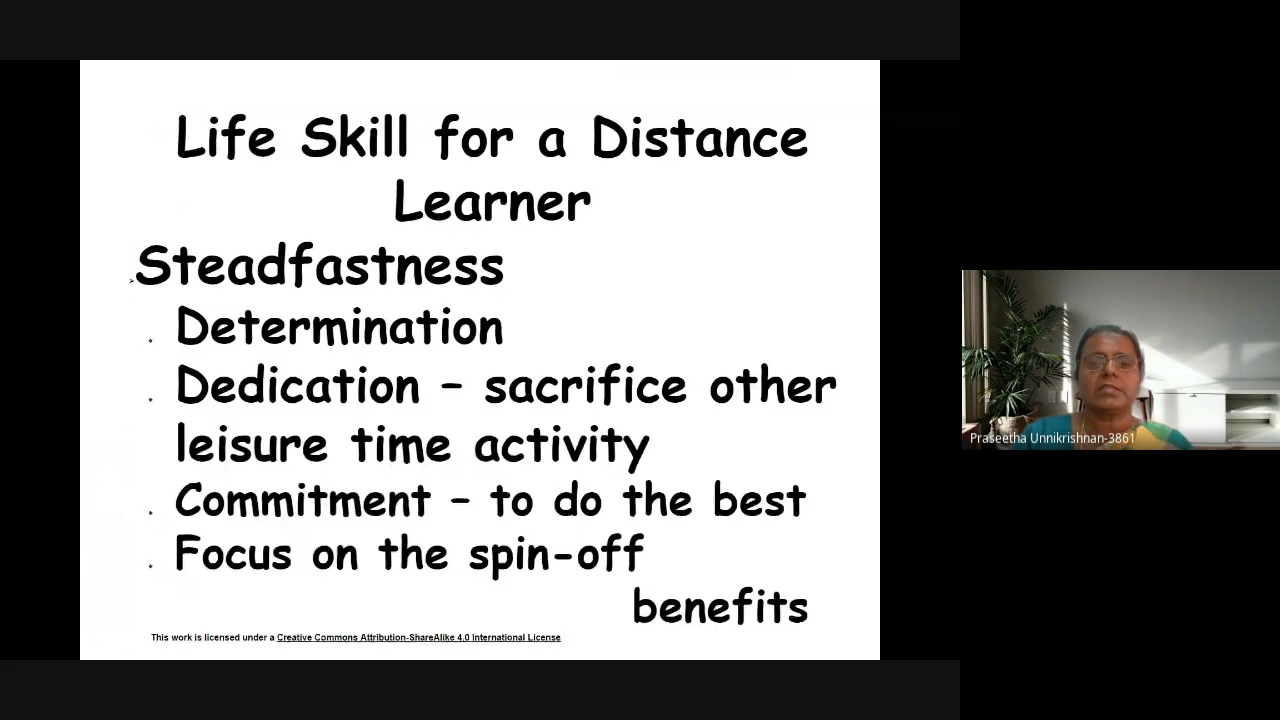 Life Skill for a Distance
Learner
Steadfastness
Determination
Dedication – sacrifice other
leisure time activity
Commitment – to do the best
Focus on the spin-off
benefits
This work is licensed under a Creative Commons Attribution-ShareAlike 4.0 International License
Praseetha Unnikrishnan-3861